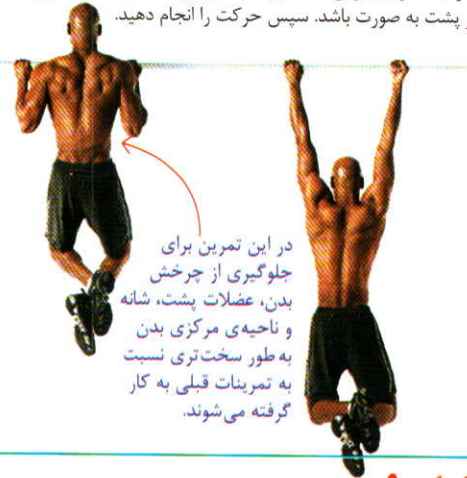 پشت به صورت باشد. سپس حرکت را انجام دهید.
در این تمرین برای
جلوگیری از چرخش
بدن، عضلات پشت، شانه
و ناحیه‌ی مرکزی بدن
به طور سخت‌تری نسبت
به تمرینات قبلی به کار
گرفته می‌شوند.